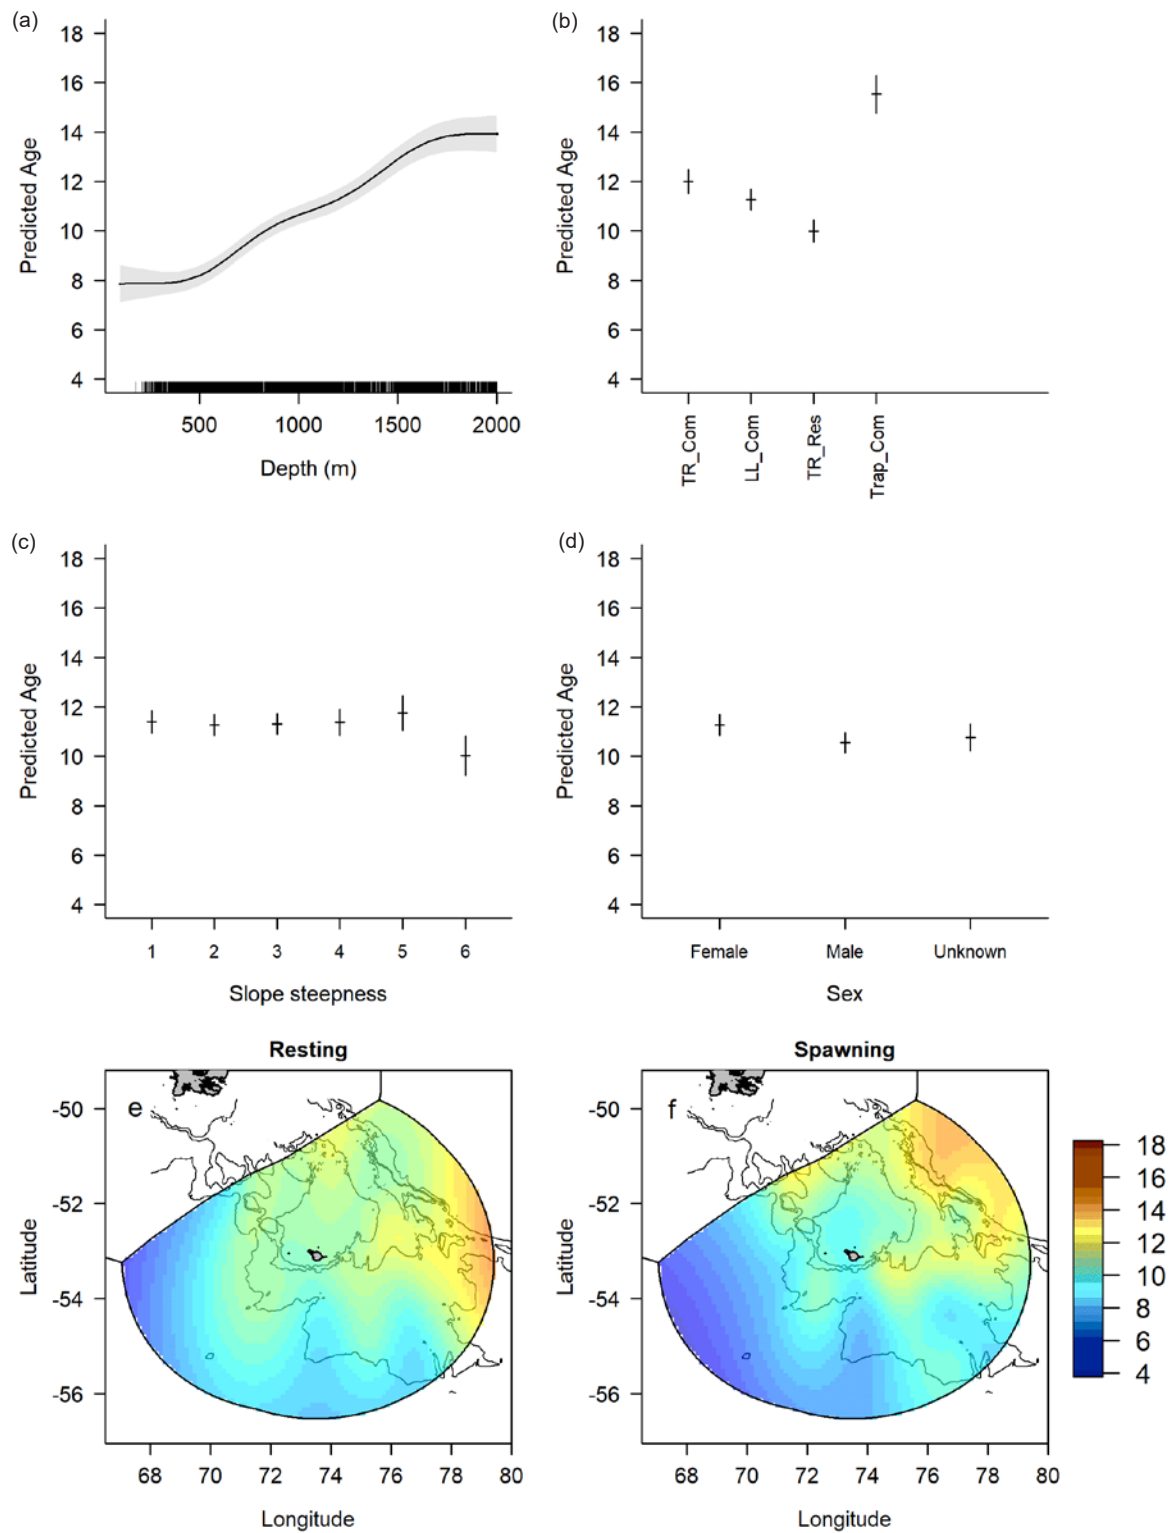 (a)
18
16
14
12
10
8
6
4
Predicted Age
500 1000 1500 2000
Depth (m)
(b)
18
16
14
12
10
8
6
4
Predicted Age
TR_Com
LL_Com
TR_Res
Trap_Com
(c)
18
16
14
12
10
8
6
4
Predicted Age
1 2 3 4 5 6
Slope steepness
(d)
18
16
14
12
10
8
6
4
Predicted Age
Female Male Unknown
Sex
Resting
e
-50
-52
-54
-56
Latitude
68 70 72 74 76 78 80
Longitude
Spawning
f
-50
-52
-54
-56
Latitude
68 70 72 74 76 78 80
Longitude
18
16
14
12
10
8
6
4